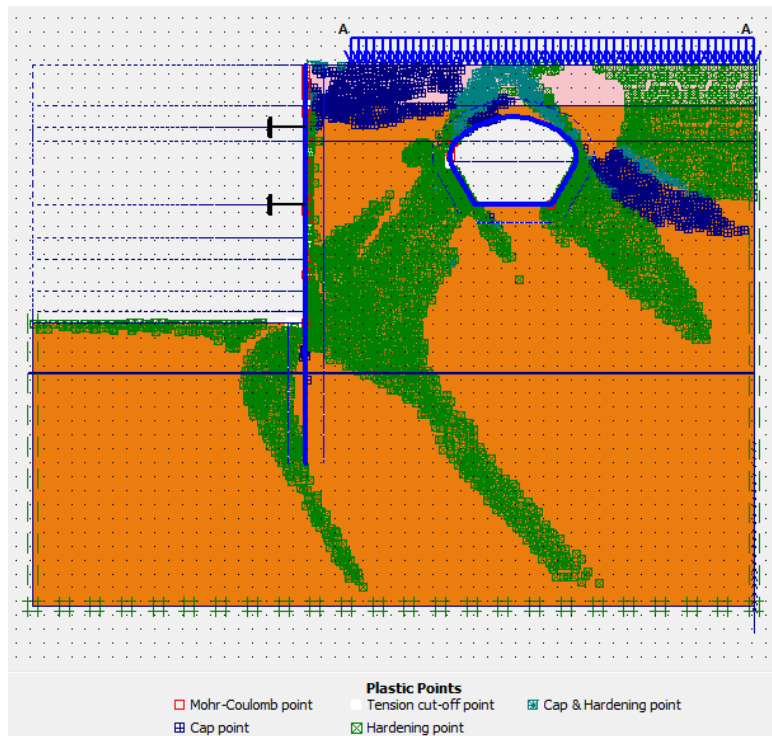 A A
Plastic Points
Mohr-Coulomb point Tension cut-off point Cap & Hardening point
Cap point Hardening point